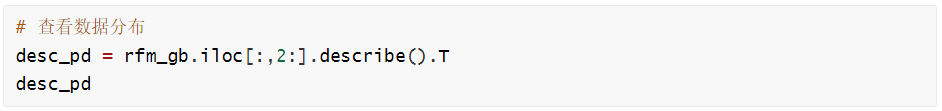 # 查看数据分布
desc_pd = rfm_gb.iloc[:,2:].describe().T
desc_pd